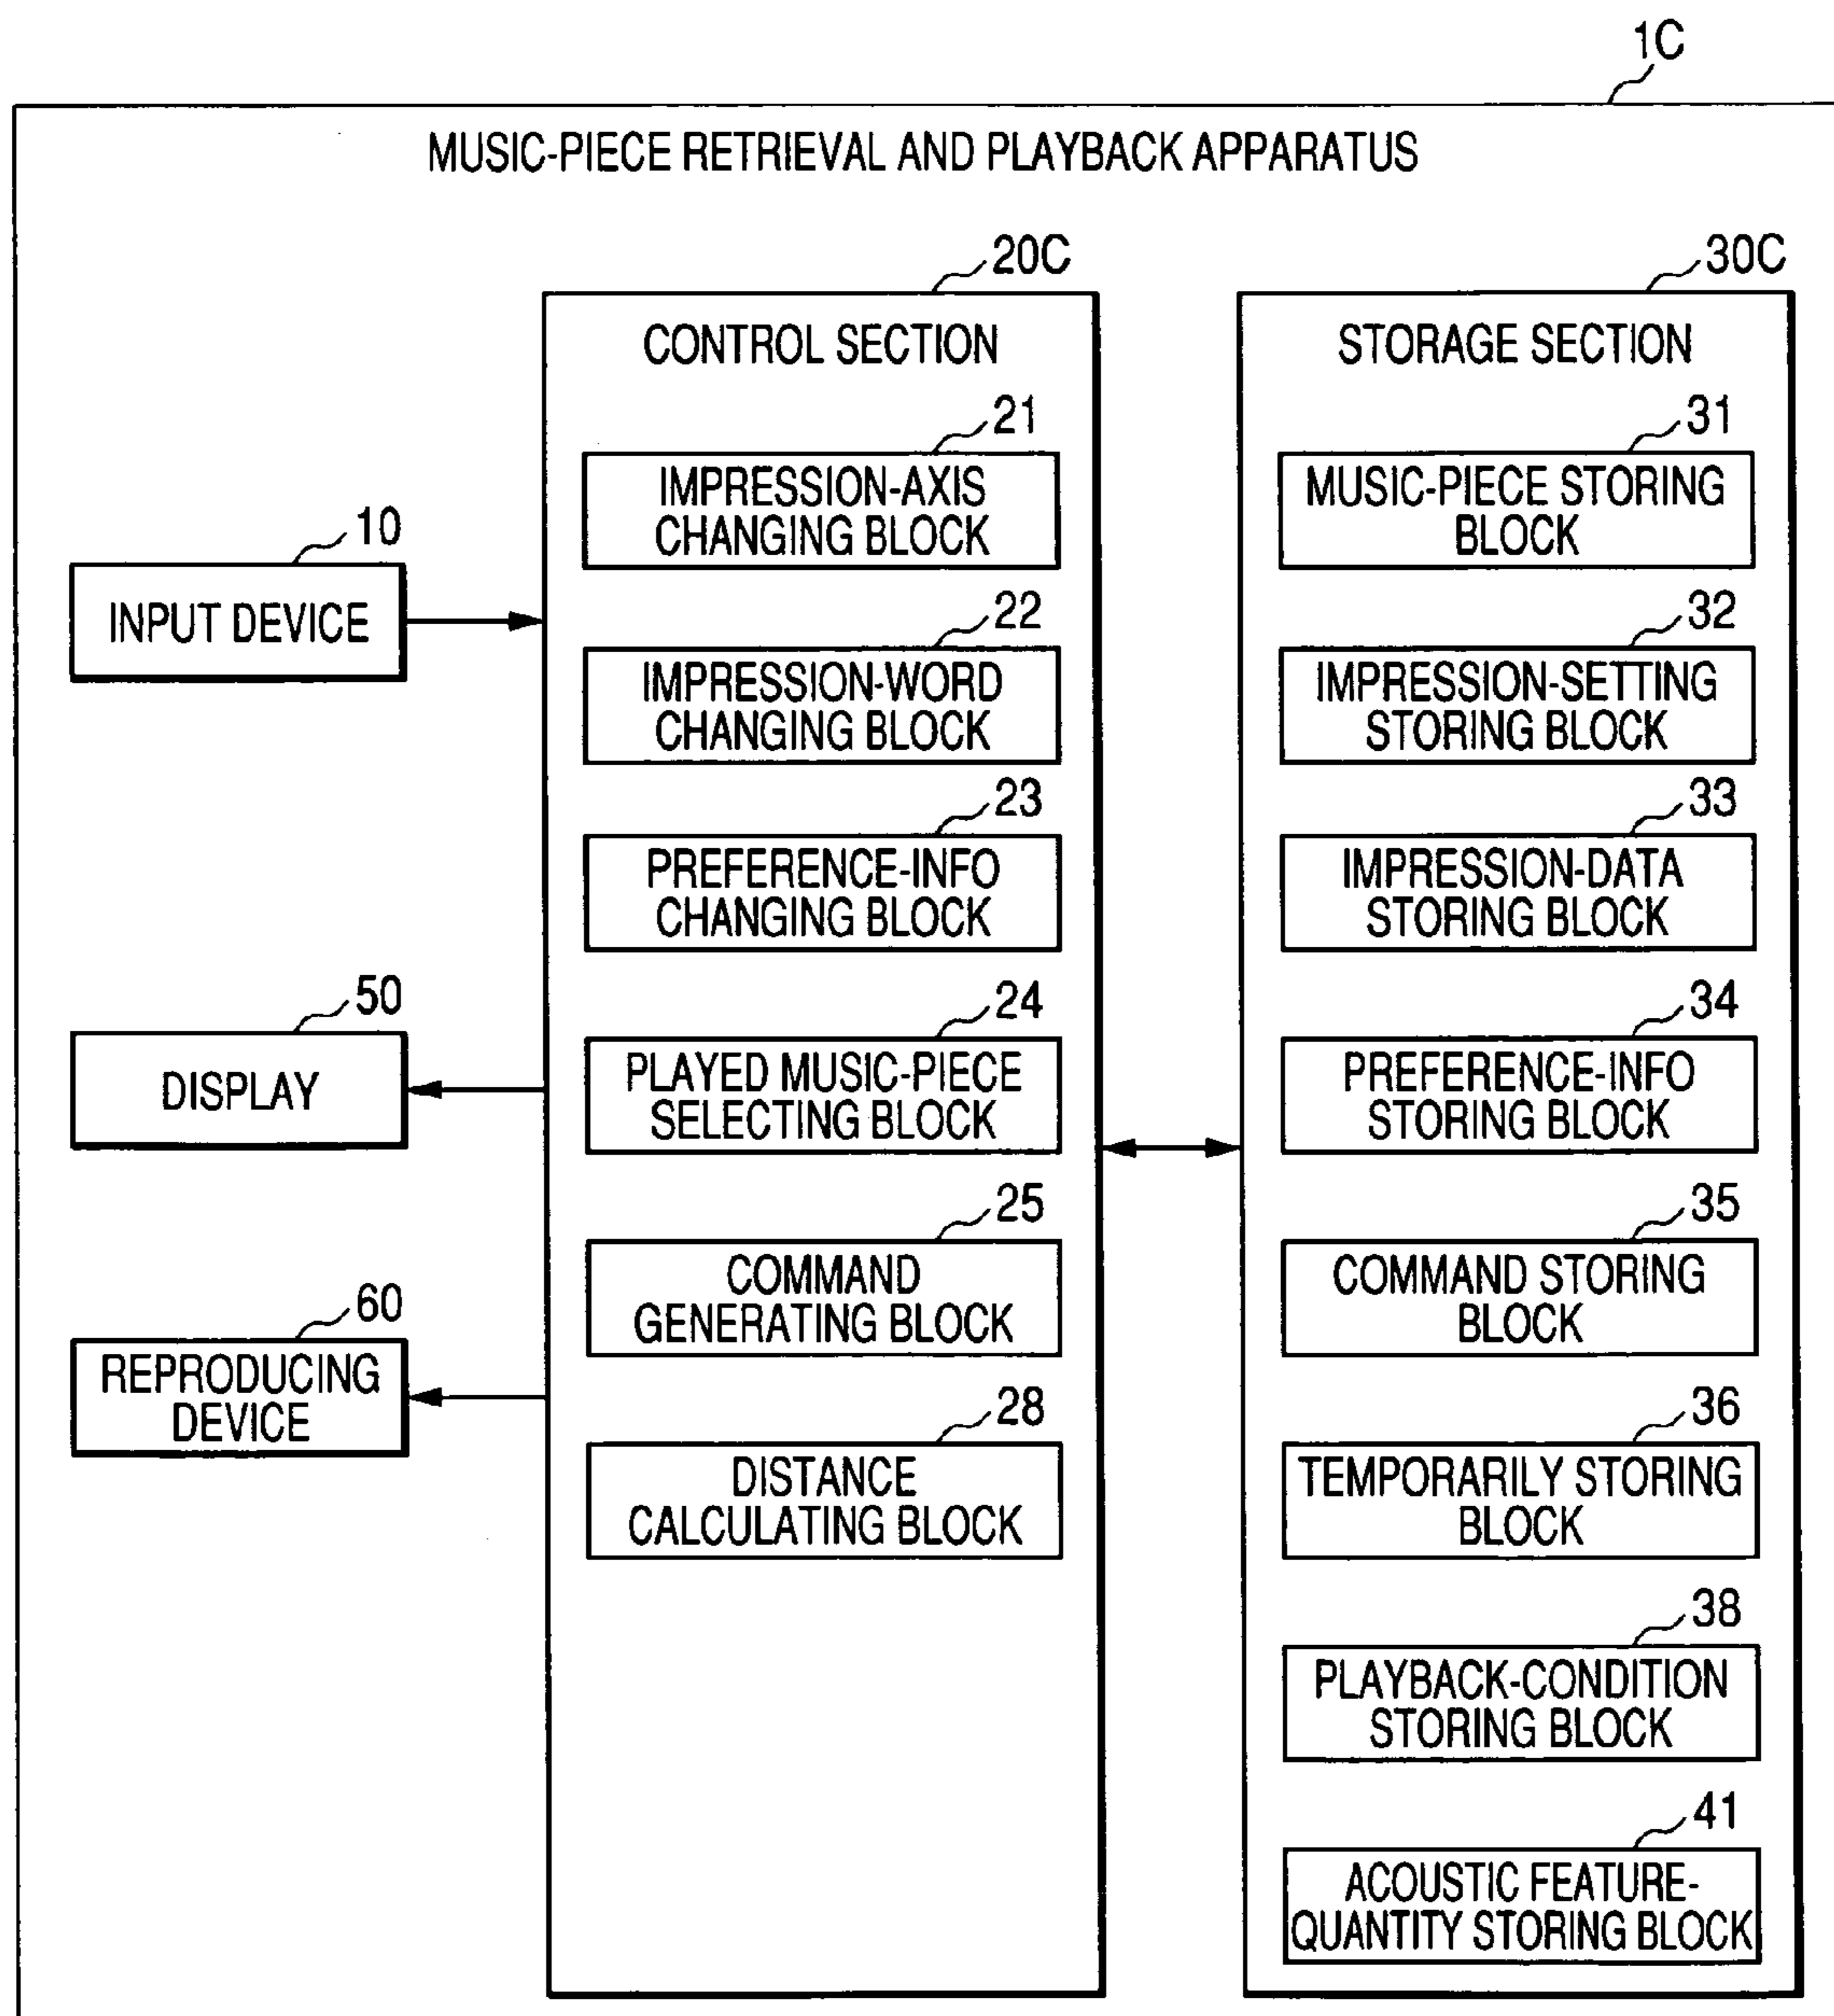 1C
MUSIC-PIECE RETRIEVAL AND PLAYBACK APPARATUS
10
INPUT DEVICE
50
DISPLAY
60
REPRODUCING
DEVICE
20C
CONTROL SECTION
21
IMPRESSION-AXIS
CHANGING BLOCK
22
IMPRESSION-WORD
CHANGING BLOCK
23
PREFERENCE-INFO
CHANGING BLOCK
24
PLAYED MUSIC-PIECE
SELECTING BLOCK
25
COMMAND
GENERATING BLOCK
28
DISTANCE
CALCULATING BLOCK
30C
STORAGE SECTION
31
MUSIC-PIECE STORING
BLOCK
32
IMPRESSION-SETTING
STORING BLOCK
33
IMPRESSION-DATA
STORING BLOCK
34
PREFERENCE-INFO
STORING BLOCK
35
COMMAND STORING
BLOCK
36
TEMPORARILY STORING
BLOCK
38
PLAYBACK-CONDITION
STORING BLOCK
41
ACOUSTIC FEATURE-
QUANTITY STORING BLOCK